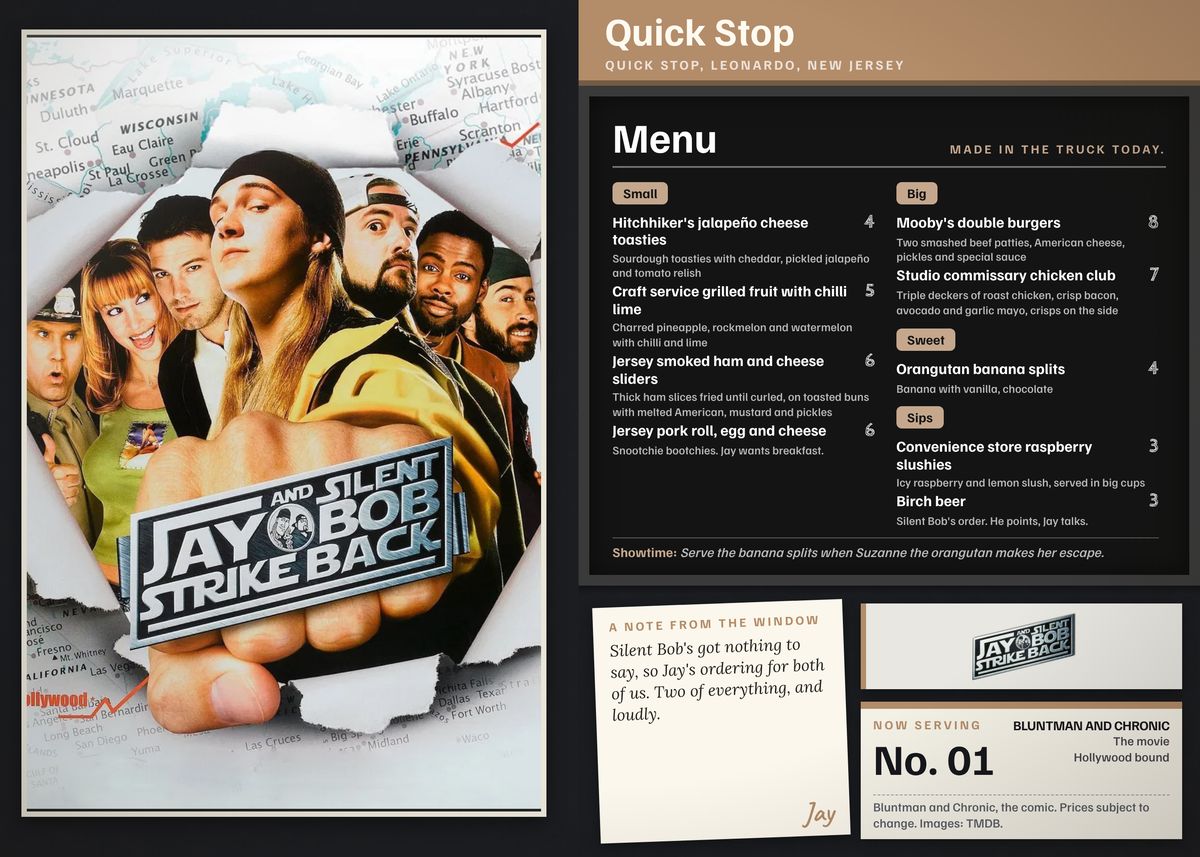 Lake Superior
Georgian Bay
Marquette
MINNESOTA
Duluth
WISCONSIN
St. Cloud
Eau Claire
St Paul
La Crosse
Lake Ontario
NEW
YORK
Syracuse
Albany
Hartford
Buffalo
Erie
Scranton
JAY AND SILENT
BOB
STRIKE BACK
Fresno
Mt. Whitney
Las Vegas
ollywood
Long Beach
San Diego
Yuma
Las Cruces
Midland
Wichita Falls
Dallas
Fort Worth
Waco
Quick Stop
QUICK STOP, LEONARDO, NEW JERSEY
Menu
MADE IN THE TRUCK TODAY.
Small
Hitchhiker's jalapeño cheese 4
toasties
Sourdough toasties with cheddar, pickled jalapeño
and tomato relish
Craft service grilled fruit with chilli 5
lime
Charred pineapple, rockmelon and watermelon
with chilli and lime
Jersey smoked ham and cheese 6
sliders
Thick ham slices fried until curled, on toasted buns
with melted American, mustard and pickles
Jersey pork roll, egg and cheese 6
Snootchie bootchies. Jay wants breakfast.
Big
Mooby's double burgers 8
Two smashed beef patties, American cheese,
pickles and special sauce
Studio commissary chicken club 7
Triple deckers of roast chicken, crisp bacon,
avocado and garlic mayo, crisps on the side
Sweet
Orangutan banana splits 4
Banana with vanilla, chocolate
Sips
Convenience store raspberry 3
slushies
Icy raspberry and lemon slush, served in big cups
Birch beer 3
Silent Bob's order. He points, Jay talks.
Showtime: Serve the banana splits when Suzanne the orangutan makes her escape.
A NOTE FROM THE WINDOW
Silent Bob's got nothing to
say, so Jay's ordering for both
of us. Two of everything, and
loudly.
Jay
JAY AND SILENT
BOB
STRIKE BACK
NOW SERVING
No. 01
BLUNTMAN AND CHRONIC
The movie
Hollywood bound
Bluntman and Chronic, the comic. Prices subject to
change. Images: TMDB.